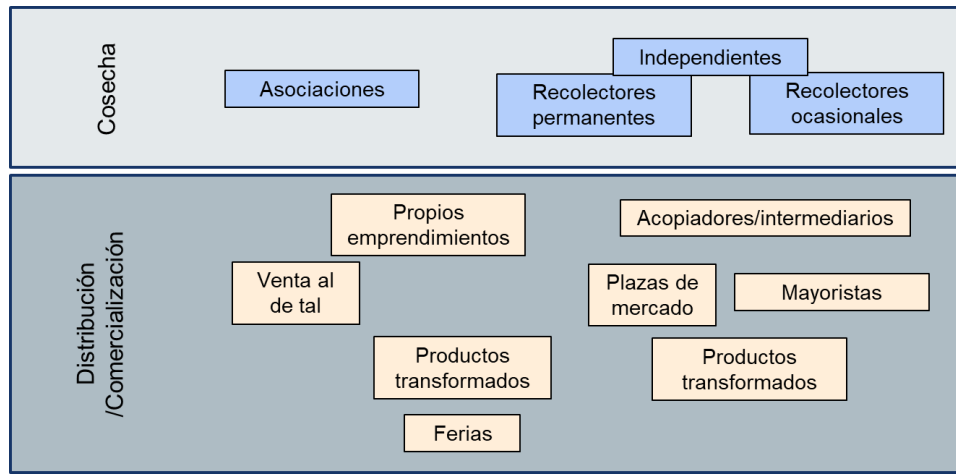 Cosecha
Asociaciones
Independientes
Recolectores
permanentes
Recolectores
ocasionales
Distribución
/Comercialización
Propios
emprendimientos
Acopiadores/intermediarios
Venta al
de tal
Plazas de
mercado
Mayoristas
Productos
transformados
Productos
transformados
Ferias